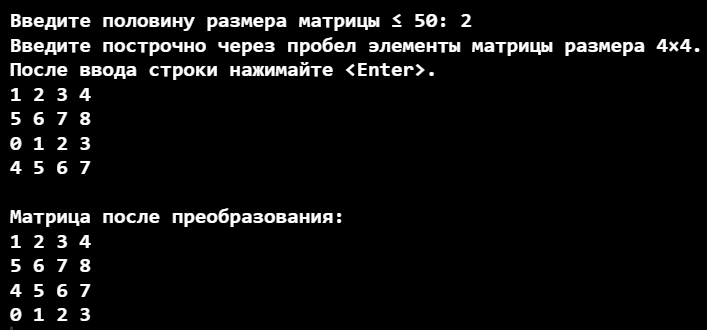 Введите половину размера матрицы ≤ 50: 2
Введите построчно через пробел элементы матрицы размера 4×4.
После ввода строки нажимайте <Enter>.
1 2 3 4
5 6 7 8
0 1 2 3
4 5 6 7
Матрица после преобразования:
1 2 3 4
5 6 7 8
4 5 6 7
0 1 2 3